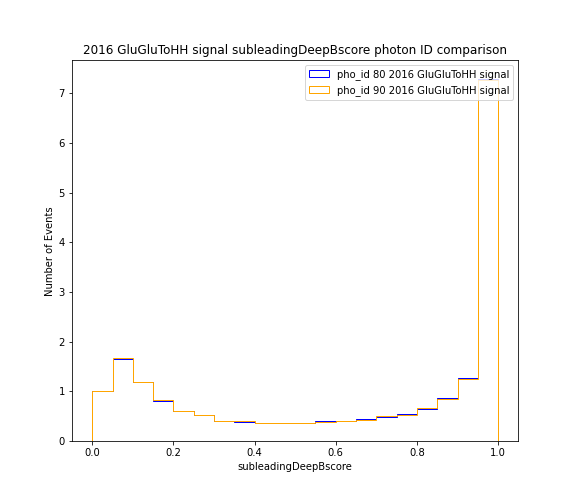 2016 GluGluToHH signal subleadingDeepBscore photon ID comparison
pho_id 80 2016 GluGluToHH signal
pho_id 90 2016 GluGluToHH signal
Number of Events
7
6
5
4
3
2
1
0
0.0 0.2 0.4 0.6 0.8 1.0
subleadingDeepBscore